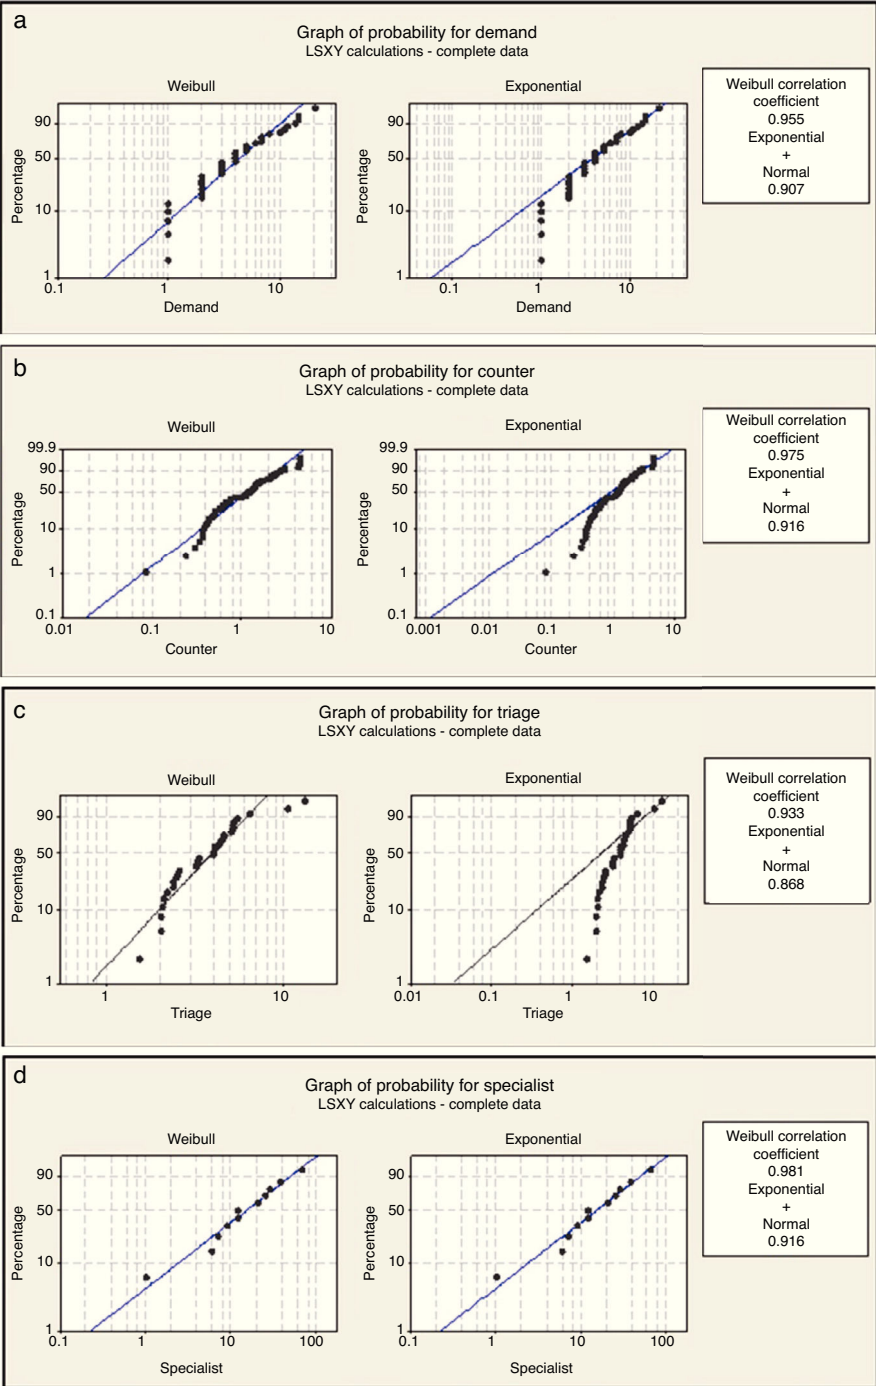 a
Graph of probability for demand
LSXY calculations - complete data
Weibull
Exponential
Percentage
90
50
10
1
0.1
1
10
Demand
Percentage
90
50
10
1
0.1
1
10
Demand
Weibull correlation
coefficient
0.955
Exponential
+
Normal
0.907
b
Graph of probability for counter
LSXY calculations - complete data
Weibull
Exponential
Percentage
99.9
90
50
10
1
0.1
0.01
0.1
1
10
Counter
Percentage
99.9
90
50
10
1
0.1
0.001
0.01
0.1
1
10
Counter
Weibull correlation
coefficient
0.975
Exponential
+
Normal
0.916
c
Graph of probability for triage
LSXY calculations - complete data
Weibull
Exponential
Percentage
90
50
10
1
1
10
Triage
Percentage
90
50
10
1
0.01
0.1
1
10
Triage
Weibull correlation
coefficient
0.933
Exponential
+
Normal
0.868
d
Graph of probability for specialist
LSXY calculations - complete data
Weibull
Exponential
Percentage
90
50
10
1
0.1
1
10
100
Specialist
Percentage
90
50
10
1
0.1
1
10
100
Specialist
Weibull correlation
coefficient
0.981
Exponential
+
Normal
0.916